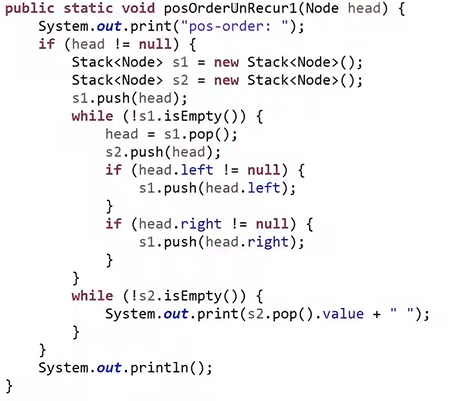 public static void posOrderUnRecur1(Node head) {
    System.out.print("pos-order: ");
    if (head != null) {
        Stack<Node> s1 = new Stack<Node>();
        Stack<Node> s2 = new Stack<Node>();
        s1.push(head);
        while (!s1.isEmpty()) {
            head = s1.pop();
            s2.push(head);
            if (head.left != null) {
                s1.push(head.left);
            }
            if (head.right != null) {
                s1.push(head.right);
            }
        }
        while (!s2.isEmpty()) {
            System.out.print(s2.pop().value + " ");
        }
    }
    System.out.println();
}